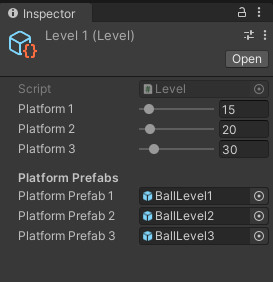 Inspector
Level 1 (Level)
Open
Script Level
Platform 1 15
Platform 2 20
Platform 3 30
Platform Prefabs
Platform Prefab 1 BallLevel1
Platform Prefab 2 BallLevel2
Platform Prefab 3 BallLevel3